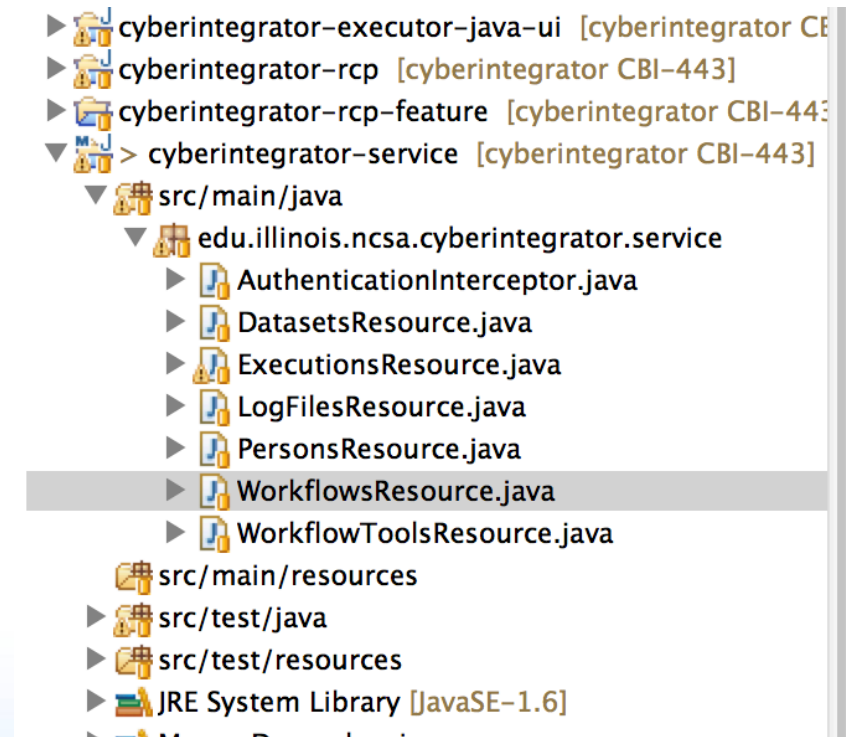 cyberintegrator-executor-java-ui [cyberintegrator
cyberintegrator-rcp [cyberintegrator CBI-443]
cyberintegrator-rcp-feature [cyberintegrator CBI-443
> cyberintegrator-service [cyberintegrator CBI-443]
src/main/java
edu.illinois.ncsa.cyberintegrator.service
AuthenticationInterceptor.java
DatasetsResource.java
ExecutionsResource.java
LogFilesResource.java
PersonsResource.java
WorkflowsResource.java
WorkflowToolsResource.java
src/main/resources
src/test/java
src/test/resources
JRE System Library [JavaSE-1.6]